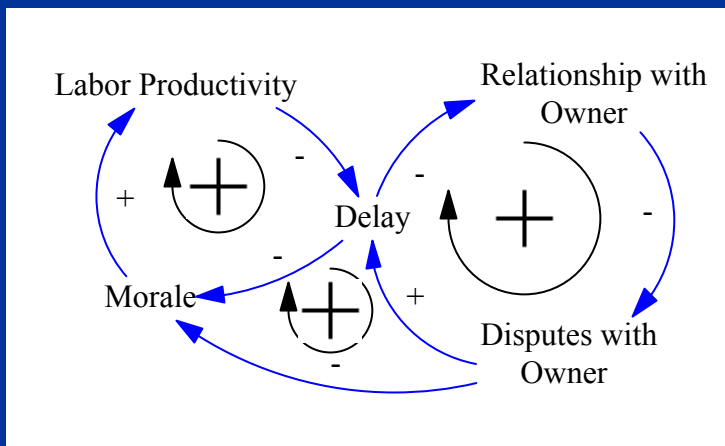 Labor Productivity
Relationship with
Owner
-
-
+
+
+
-
Delay
-
-
+
+
Morale
Disputes with
Owner
-